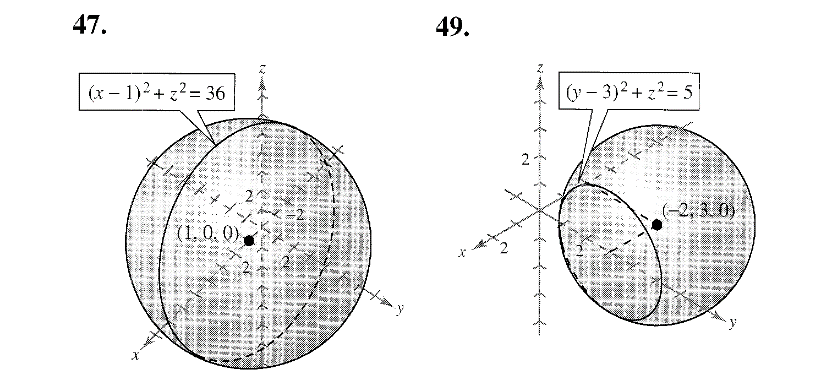 47.
z
(x − 1)² + z² = 36
2
−2
(1, 0, 0)
2
2
x
y
49.
z
(y − 3)² + z² = 5
2
(−2, 3, 0)
x
2
2
y